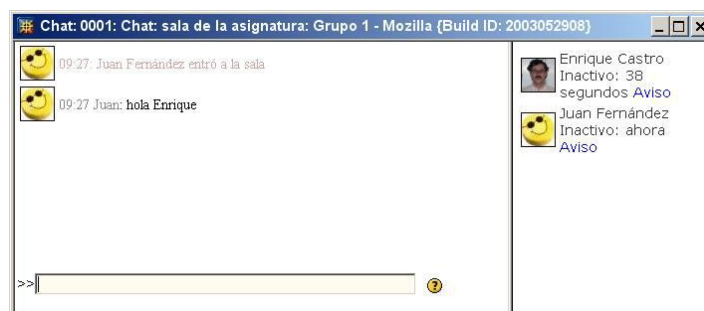 Chat: 0001: Chat: sala de la asignatura: Grupo 1 - Mozilla {Build ID: 2003052908}
09:27: Juan Fernández entró a la sala
09:27 Juan: hola Enrique
>>
Enrique Castro
Inactivo: 38
segundos Aviso
Juan Fernández
Inactivo: ahora
Aviso